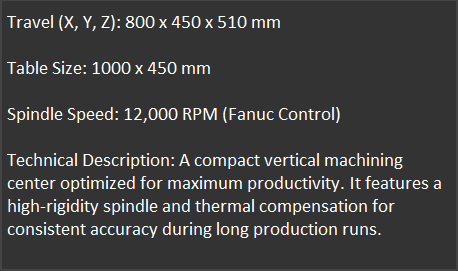 Travel (X, Y, Z): 800 x 450 x 510 mm
Table Size: 1000 x 450 mm
Spindle Speed: 12,000 RPM (Fanuc Control)
Technical Description: A compact vertical machining
center optimized for maximum productivity. It features a
high-rigidity spindle and thermal compensation for
consistent accuracy during long production runs.